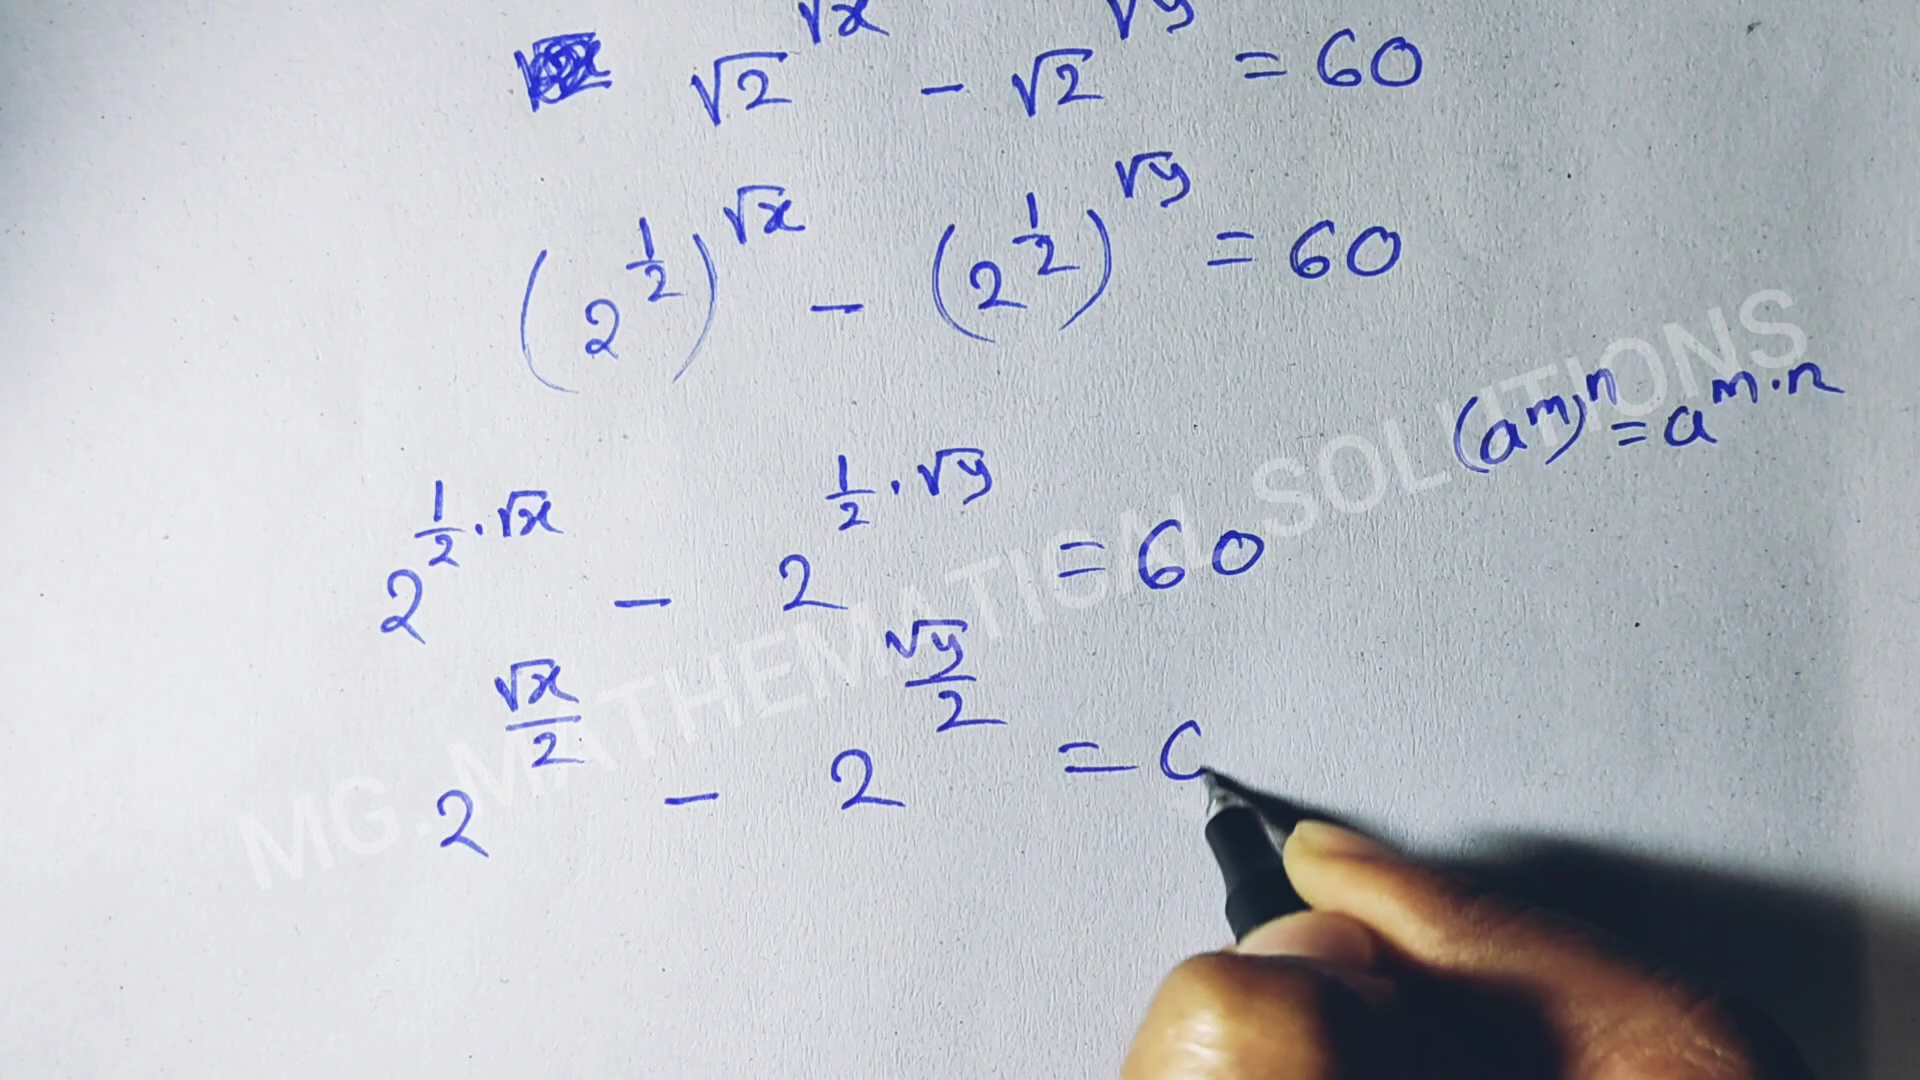 √2^√x - √2^√y = 60
(2^1/2)^√x - (2^1/2)^√y = 60
(a^m)^n = a^m·n
2^1/2·√x - 2^1/2·√y = 60
2^√x/2 - 2^√y/2 =
MG. MATHEMATICAL SOLUTIONS